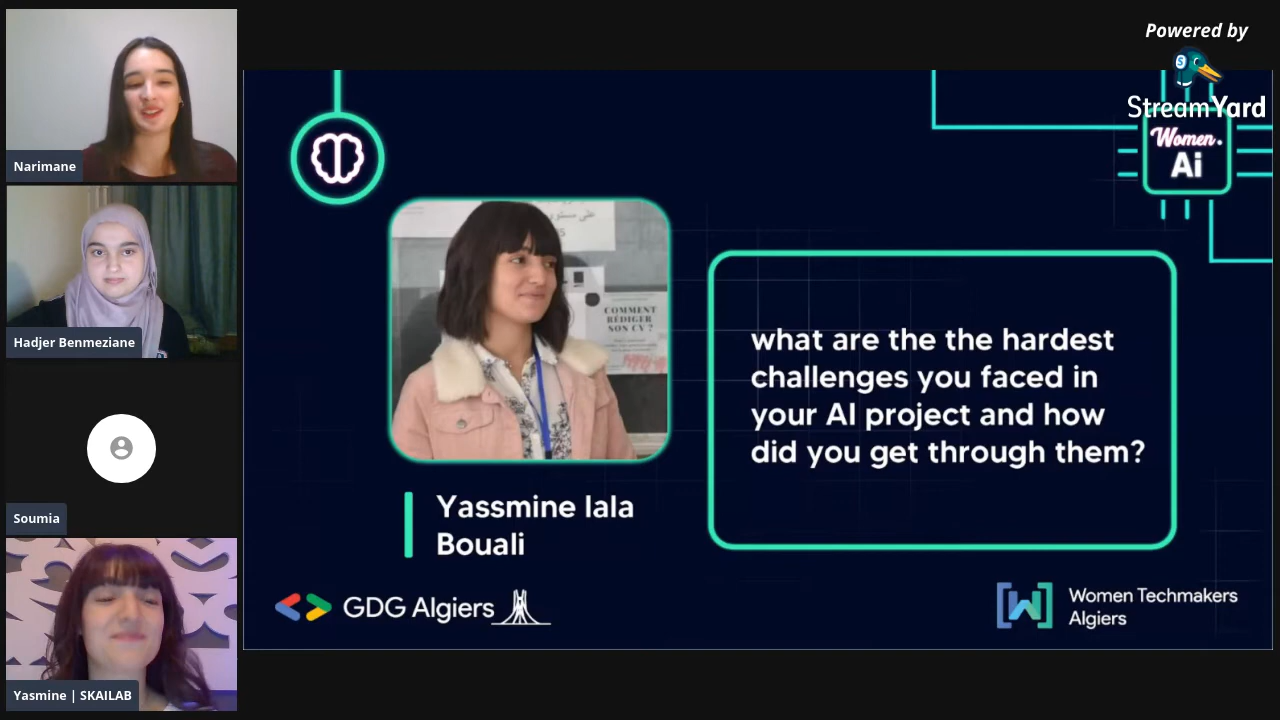 Narimane
Hadjer Benmeziane
Soumia
Yasmine | SKAILAB
Powered by
StreamYard
Women.
Ai
COMMENT
RÉDIGER
SON CV ?
what are the the hardest
challenges you faced in
your AI project and how
did you get through them?
Yassmine lala
Bouali
GDG Algiers
Women Techmakers
Algiers